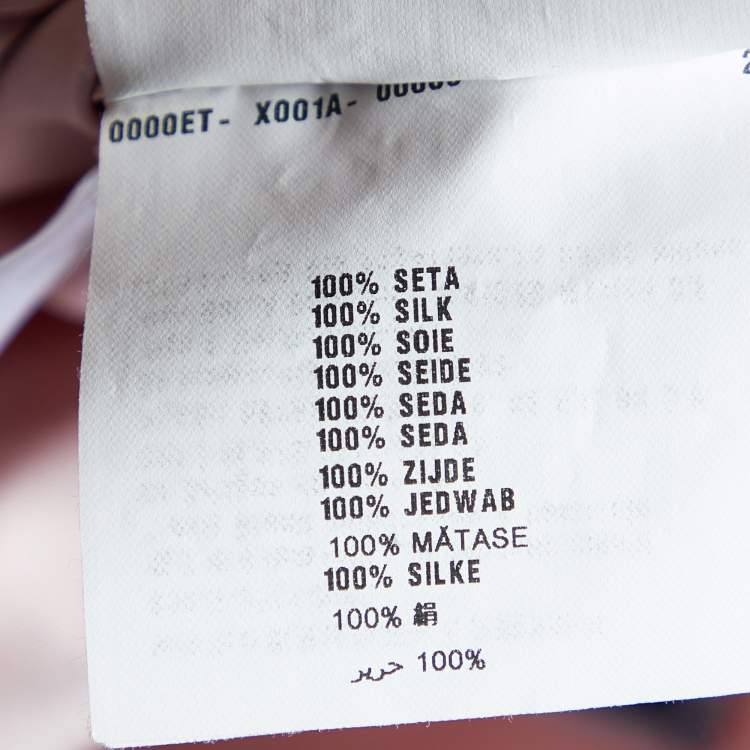 0000ET- X001A-
100% SETA
100% SILK
100% SOIE
100% SEIDE
100% SEDA
100% SEDA
100% ZIJDE
100% JEDWAB
100% MĂTASE
100% SILKE
100% 絹
100% حرير